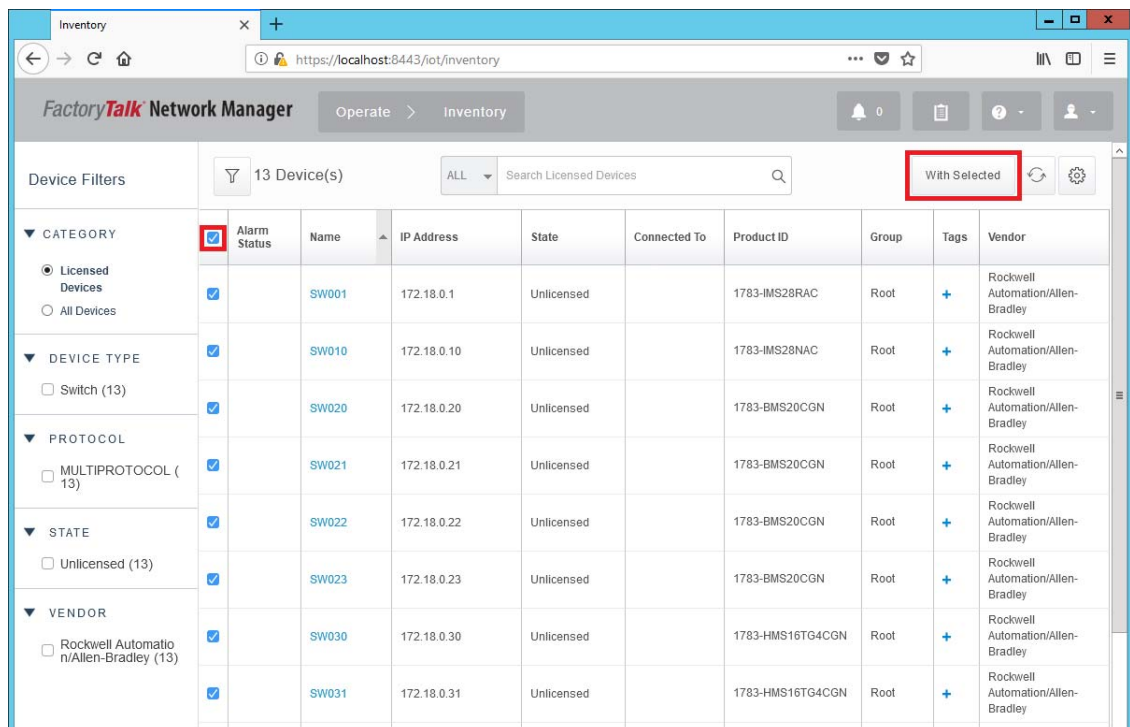 Inventory
https://localhost:8443/iot/inventory
FactoryTalk Network Manager
Operate > Inventory
0
Device Filters
13 Device(s)
ALL
Search Licensed Devices
With Selected
CATEGORY
Licensed
Devices
All Devices
DEVICE TYPE
Switch (13)
PROTOCOL
MULTIPROTOCOL (
13)
STATE
Unlicensed (13)
VENDOR
Rockwell Automatio
n/Allen-Bradley (13)
Alarm
Status
Name
IP Address
State
Connected To
Product ID
Group
Tags
Vendor
SW001 172.18.0.1 Unlicensed 1783-IMS28RAC Root + Rockwell
Automation/Allen-
Bradley
SW010 172.18.0.10 Unlicensed 1783-IMS28NAC Root + Rockwell
Automation/Allen-
Bradley
SW020 172.18.0.20 Unlicensed 1783-BMS20CGN Root + Rockwell
Automation/Allen-
Bradley
SW021 172.18.0.21 Unlicensed 1783-BMS20CGN Root + Rockwell
Automation/Allen-
Bradley
SW022 172.18.0.22 Unlicensed 1783-BMS20CGN Root + Rockwell
Automation/Allen-
Bradley
SW023 172.18.0.23 Unlicensed 1783-BMS20CGN Root + Rockwell
Automation/Allen-
Bradley
SW030 172.18.0.30 Unlicensed 1783-HMS16TG4CGN Root + Rockwell
Automation/Allen-
Bradley
SW031 172.18.0.31 Unlicensed 1783-HMS16TG4CGN Root + Rockwell
Automation/Allen-
Bradley